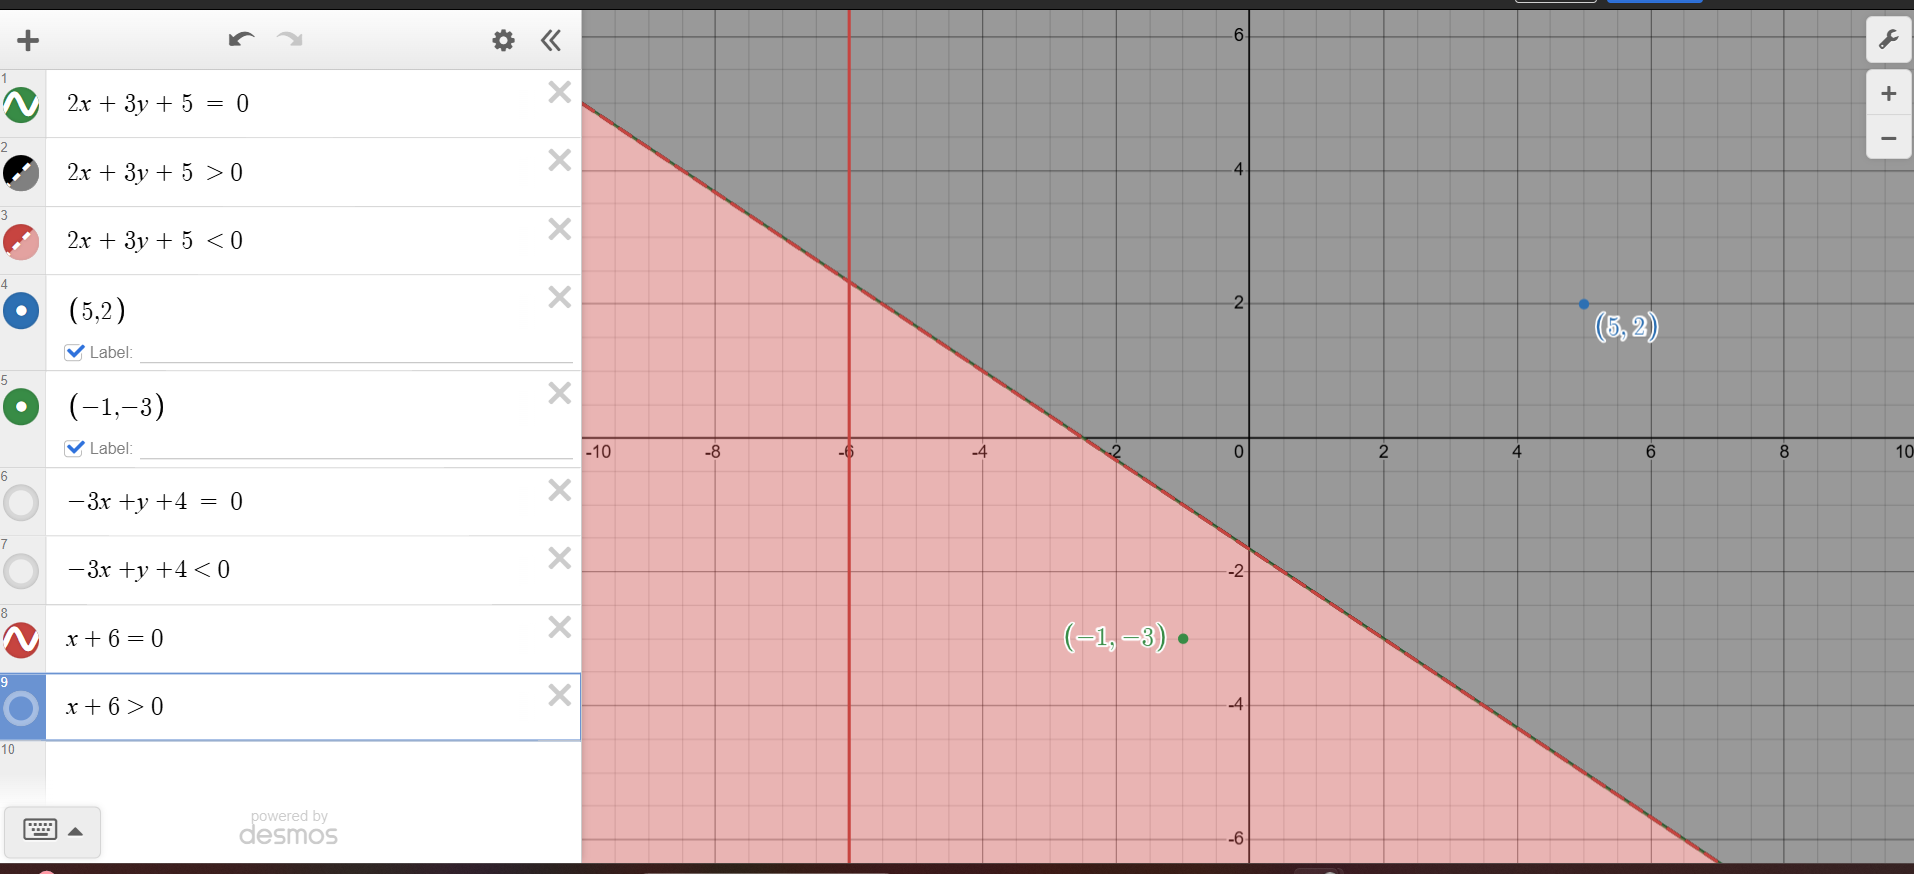 1
2x + 3y + 5 = 0
2
2x + 3y + 5 > 0
3
2x + 3y + 5 < 0
4
(5,2)
Label:
5
(−1,−3)
Label:
6
−3x +y +4 = 0
7
−3x +y +4 < 0
8
x + 6 = 0
9
x + 6 > 0
10
powered by
desmos
6
4
2
(5, 2)
-10 -8 -6 -4 -2 0 2 4 6 8 10
-2
(−1, −3)
-4
-6